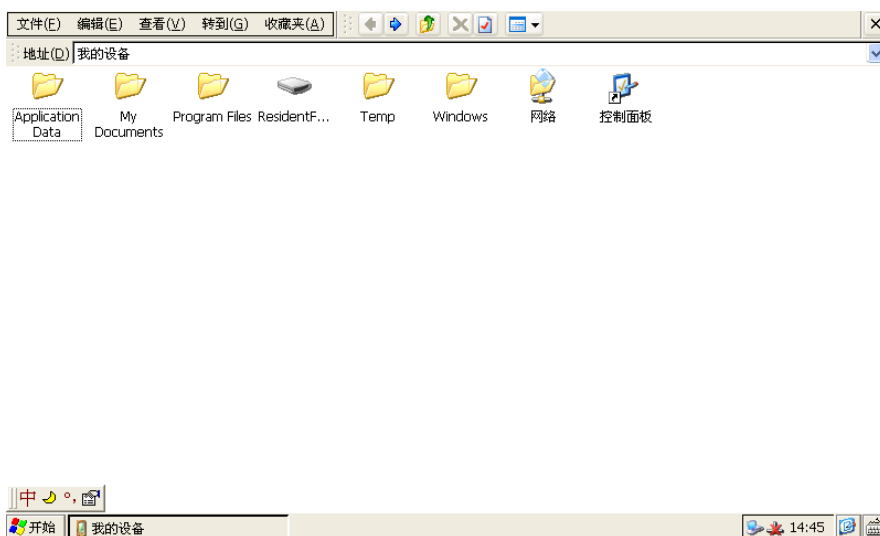 文件(F) 编辑(E) 查看(V) 转到(G) 收藏夹(A)
地址(D) 我的设备
Application Data
My Documents
Program Files
ResidentF...
Temp
Windows
网络
控制面板
中
开始 我的设备 14:45